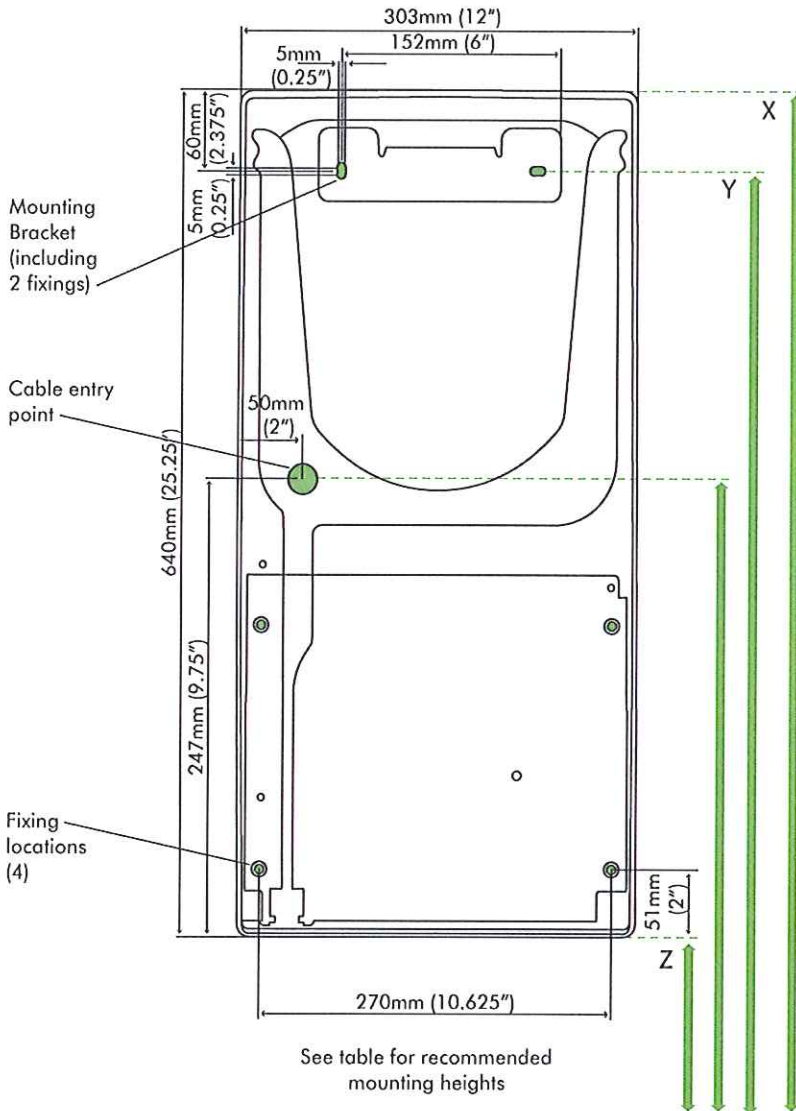 303mm (12")
152mm (6")
5mm
(0.25")
X
60mm
(2.375")
Y
5mm
(0.25")
Mounting
Bracket
(including
2 fixings)
Cable entry
point
50mm
(2")
640mm (25.25")
247mm (9.75")
Fixing
locations
(4)
51mm
(2")
Z
270mm (10.625")
See table for recommended
mounting heights